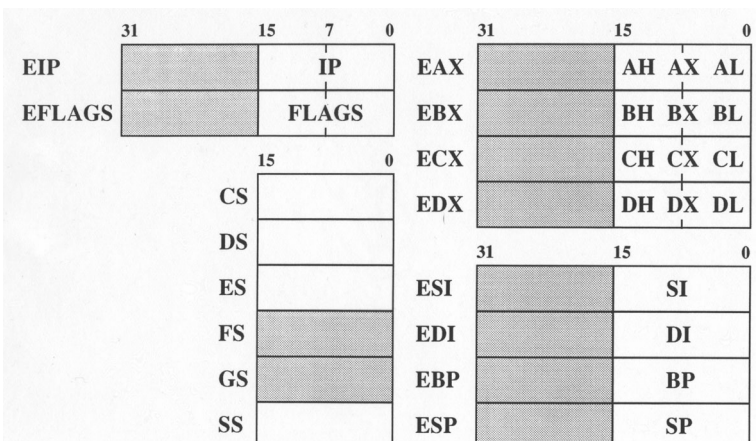 31 15 7 0
EIP IP
EFLAGS FLAGS
15 0
CS
DS
ES
FS
GS
SS
31 15 0
EAX AH AX AL
EBX BH BX BL
ECX CH CX CL
EDX DH DX DL
31 15 0
ESI SI
EDI DI
EBP BP
ESP SP